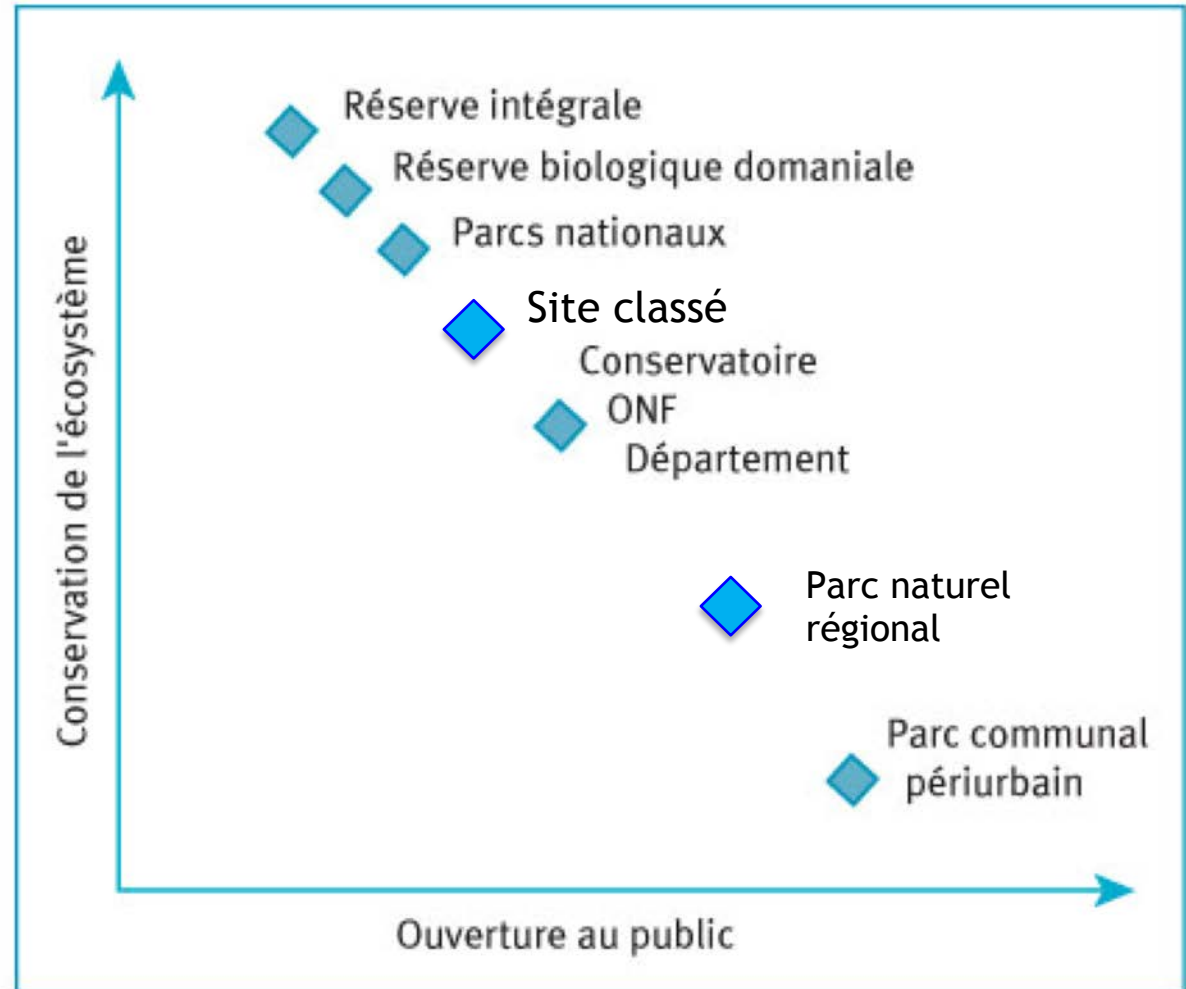 Réserve intégrale
Réserve biologique domaniale
Parcs nationaux
Site classé
Conservatoire
ONF
Département
Parc naturel
régional
Parc communal
périurbain
Conservation de l'écosystème
Ouverture au public